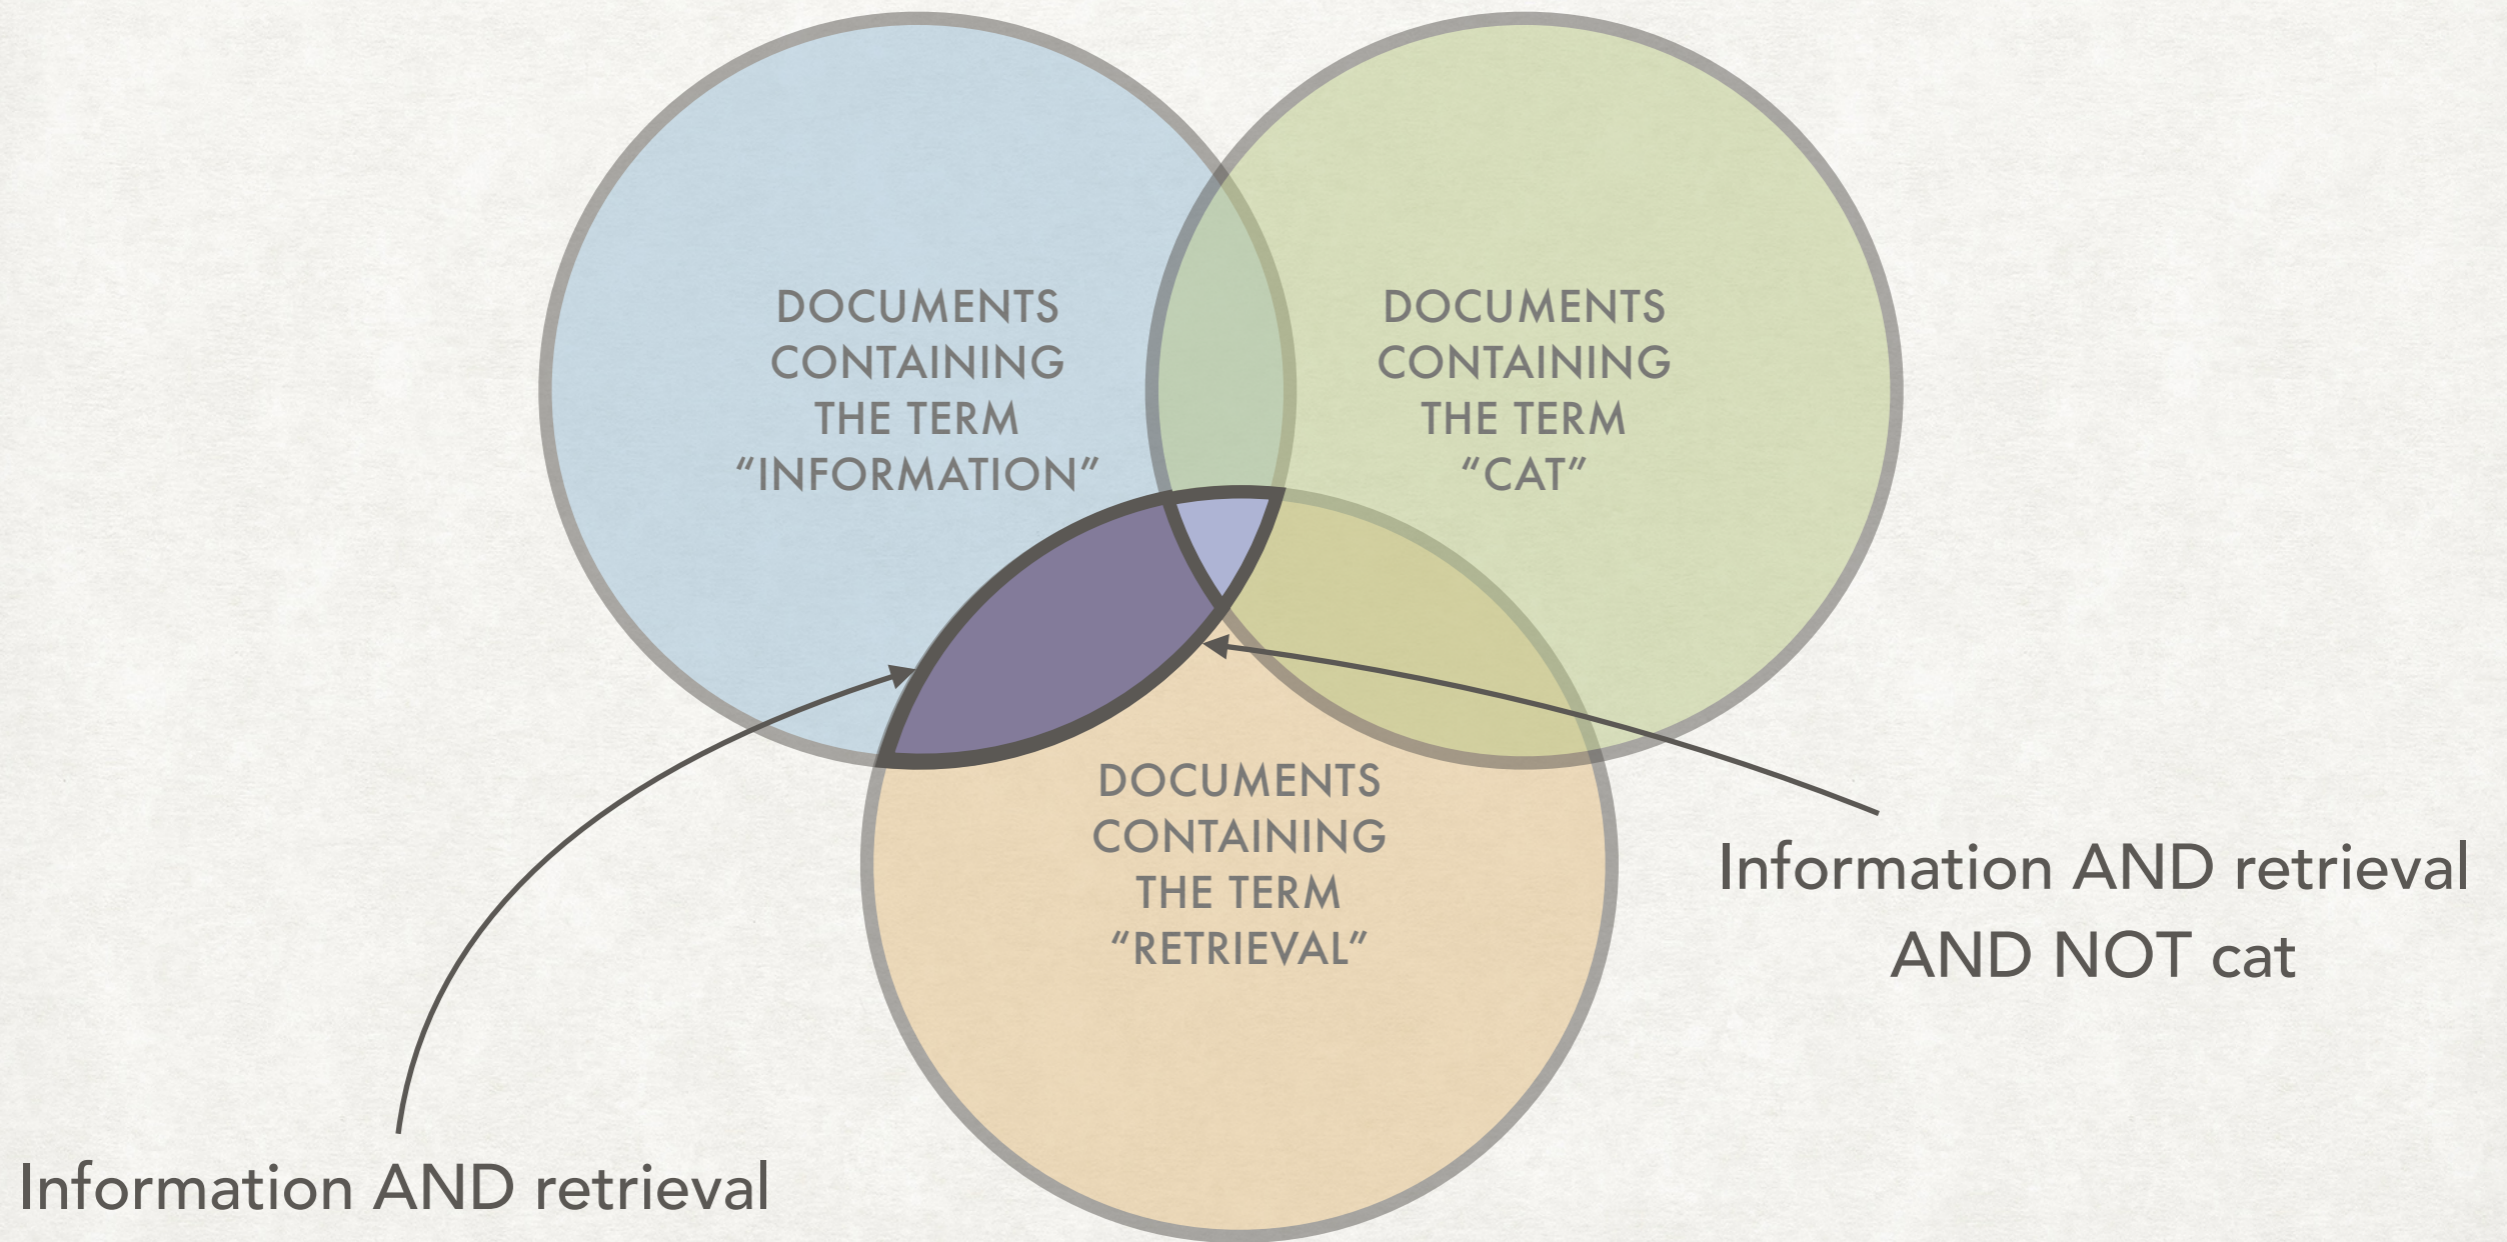 DOCUMENTS
CONTAINING
THE TERM
“INFORMATION”
DOCUMENTS
CONTAINING
THE TERM
“CAT”
DOCUMENTS
CONTAINING
THE TERM
“RETRIEVAL”
Information AND retrieval
AND NOT cat
Information AND retrieval